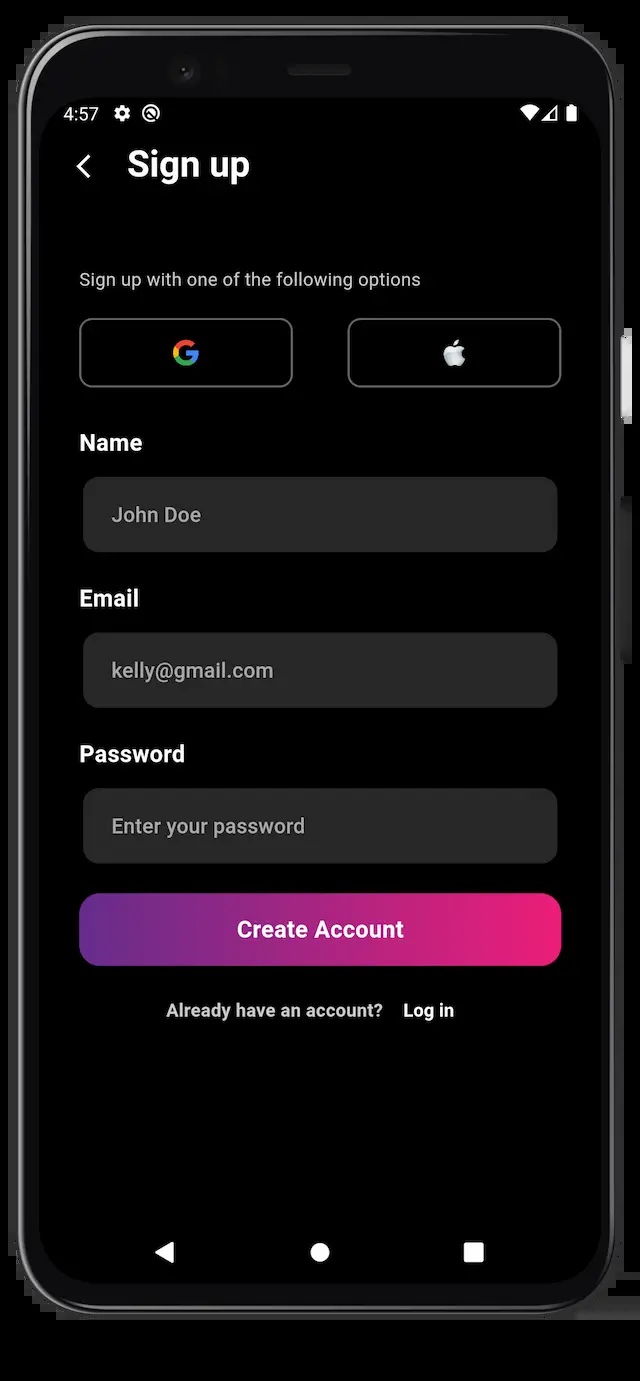 4:57
Sign up
Sign up with one of the following options
Name
John Doe
Email
kelly@gmail.com
Password
Enter your password
Create Account
Already have an account? Log in